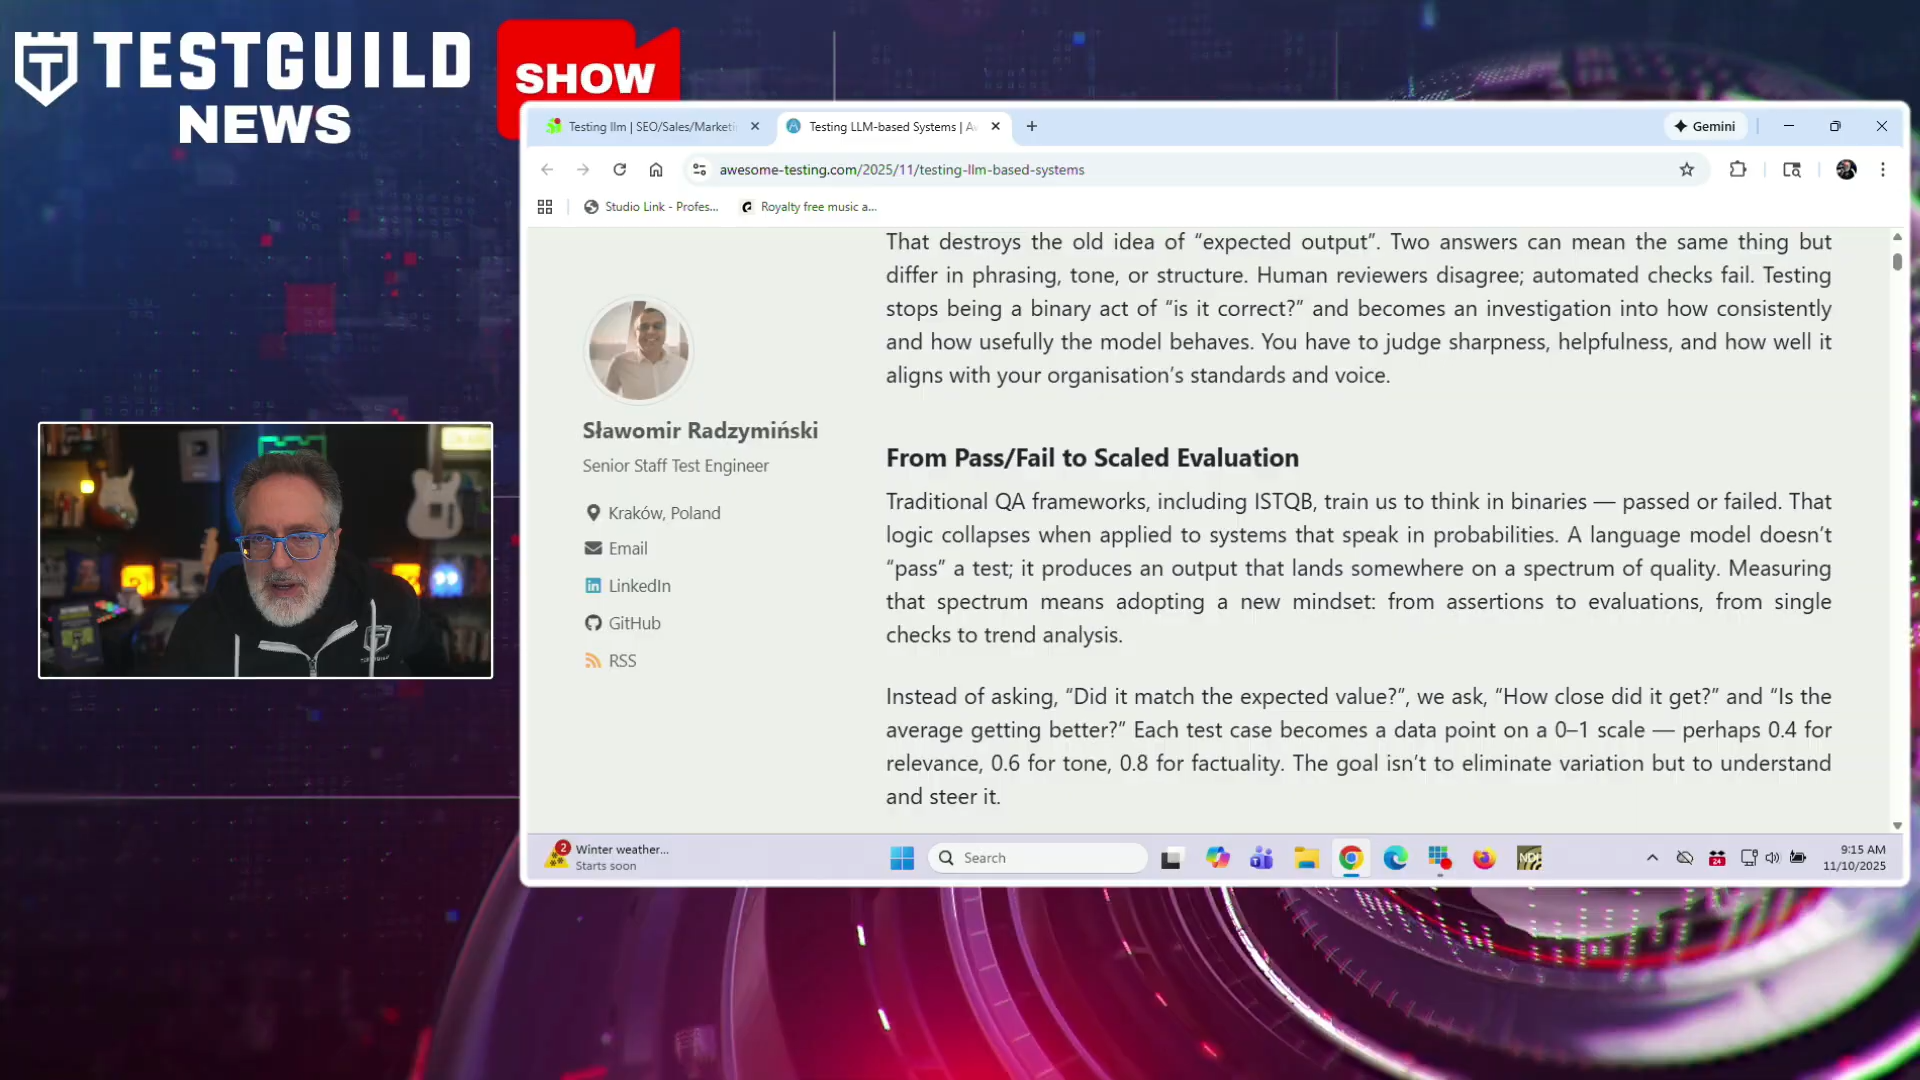 TESTGUILD
NEWS
SHOW
Testing llm | SEO/Sales/Marketi
Testing LLM-based Systems | A
Gemini
awesome-testing.com/2025/11/testing-llm-based-systems
Studio Link - Profes...
Royalty free music a...
Sławomir Radzymiński
Senior Staff Test Engineer
Kraków, Poland
Email
LinkedIn
GitHub
RSS
That destroys the old idea of “expected output”. Two answers can mean the same thing but
differ in phrasing, tone, or structure. Human reviewers disagree; automated checks fail. Testing
stops being a binary act of “is it correct?” and becomes an investigation into how consistently
and how usefully the model behaves. You have to judge sharpness, helpfulness, and how well it
aligns with your organisation’s standards and voice.
From Pass/Fail to Scaled Evaluation
Traditional QA frameworks, including ISTQB, train us to think in binaries — passed or failed. That
logic collapses when applied to systems that speak in probabilities. A language model doesn’t
“pass” a test; it produces an output that lands somewhere on a spectrum of quality. Measuring
that spectrum means adopting a new mindset: from assertions to evaluations, from single
checks to trend analysis.
Instead of asking, “Did it match the expected value?”, we ask, “How close did it get?” and “Is the
average getting better?” Each test case becomes a data point on a 0–1 scale — perhaps 0.4 for
relevance, 0.6 for tone, 0.8 for factuality. The goal isn’t to eliminate variation but to understand
and steer it.
2
Winter weather...
Starts soon
Search
NDI
24
9:15 AM
11/10/2025